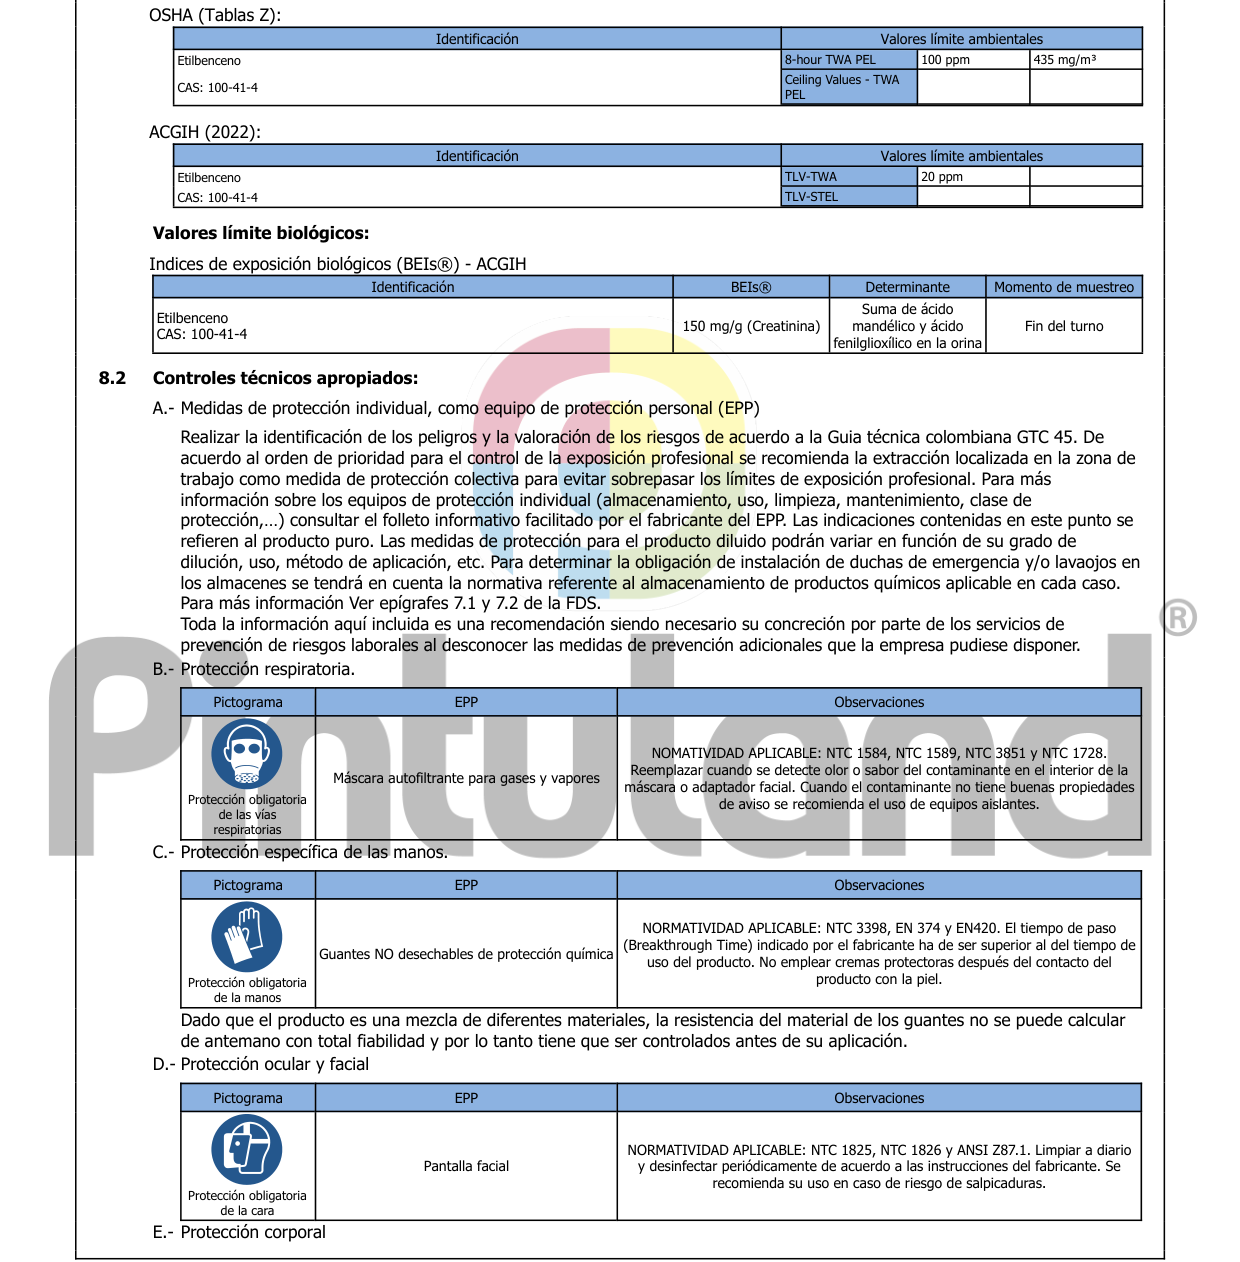 OSHA (Tablas Z):
Identificación Valores límite ambientales
Etilbenceno 8-hour TWA PEL 100 ppm 435 mg/m³
CAS: 100-41-4 Ceiling Values - TWA
PEL
ACGIH (2022):
Identificación Valores límite ambientales
Etilbenceno TLV-TWA 20 ppm
CAS: 100-41-4 TLV-STEL
Valores límite biológicos:
Indices de exposición biológicos (BEIs®) - ACGIH
Identificación BEIs® Determinante Momento de muestreo
Etilbenceno
CAS: 100-41-4
150 mg/g (Creatinina)
Suma de ácido
mandélico y ácido
fenilglioxílico en la orina
Fin del turno
8.2 Controles técnicos apropiados:
A.- Medidas de protección individual, como equipo de protección personal (EPP)
Realizar la identificación de los peligros y la valoración de los riesgos de acuerdo a la Guia técnica colombiana GTC 45. De
acuerdo al orden de prioridad para el control de la exposición profesional se recomienda la extracción localizada en la zona de
trabajo como medida de protección colectiva para evitar sobrepasar los límites de exposición profesional. Para más
información sobre los equipos de protección individual (almacenamiento, uso, limpieza, mantenimiento, clase de
protección,...) consultar el folleto informativo facilitado por el fabricante del EPP. Las indicaciones contenidas en este punto se
refieren al producto puro. Las medidas de protección para el producto diluido podrán variar en función de su grado de
dilución, uso, método de aplicación, etc. Para determinar la obligación de instalación de duchas de emergencia y/o lavaojos en
los almacenes se tendrá en cuenta la normativa referente al almacenamiento de productos químicos aplicable en cada caso.
Para más información Ver epígrafes 7.1 y 7.2 de la FDS.
Toda la información aquí incluida es una recomendación siendo necesario su concreción por parte de los servicios de
prevención de riesgos laborales al desconocer las medidas de prevención adicionales que la empresa pudiese disponer.
Pintuland®
B.- Protección respiratoria.
Pictograma EPP Observaciones
Protección obligatoria
de las vías
respiratorias
Máscara autofiltrante para gases y vapores
NOMATIVIDAD APLICABLE: NTC 1584, NTC 1589, NTC 3851 y NTC 1728.
Reemplazar cuando se detecte olor o sabor del contaminante en el interior de la
máscara o adaptador facial. Cuando el contaminante no tiene buenas propiedades
de aviso se recomienda el uso de equipos aislantes.
C.- Protección específica de las manos.
Pictograma EPP Observaciones
Protección obligatoria
de la manos
Guantes NO desechables de protección química
NORMATIVIDAD APLICABLE: NTC 3398, EN 374 y EN420. El tiempo de paso
(Breakthrough Time) indicado por el fabricante ha de ser superior al del tiempo de
uso del producto. No emplear cremas protectoras después del contacto del
producto con la piel.
Dado que el producto es una mezcla de diferentes materiales, la resistencia del material de los guantes no se puede calcular
de antemano con total fiabilidad y por lo tanto tiene que ser controlados antes de su aplicación.
D.- Protección ocular y facial
Pictograma EPP Observaciones
Protección obligatoria
de la cara
Pantalla facial
NORMATIVIDAD APLICABLE: NTC 1825, NTC 1826 y ANSI Z87.1. Limpiar a diario
y desinfectar periódicamente de acuerdo a las instrucciones del fabricante. Se
recomienda su uso en caso de riesgo de salpicaduras.
E.- Protección corporal